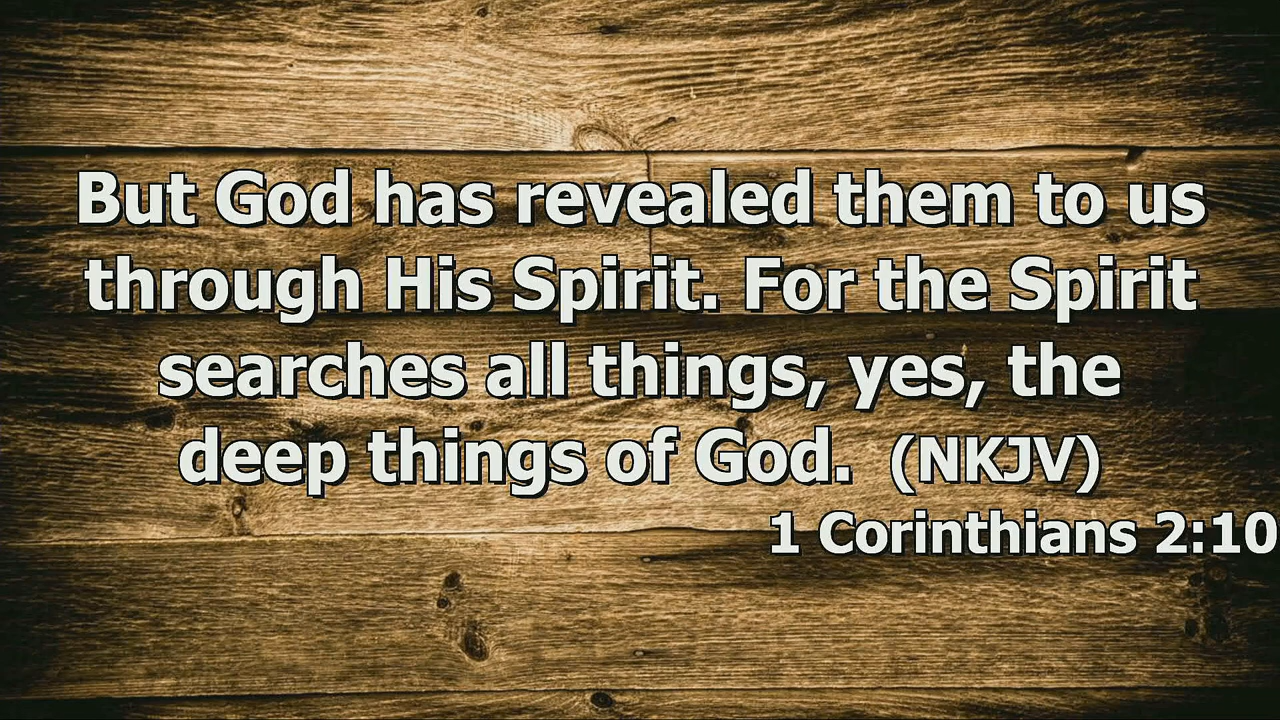 But God has revealed them to us
through His Spirit. For the Spirit
searches all things, yes, the
deep things of God. (NKJV)
1 Corinthians 2:10